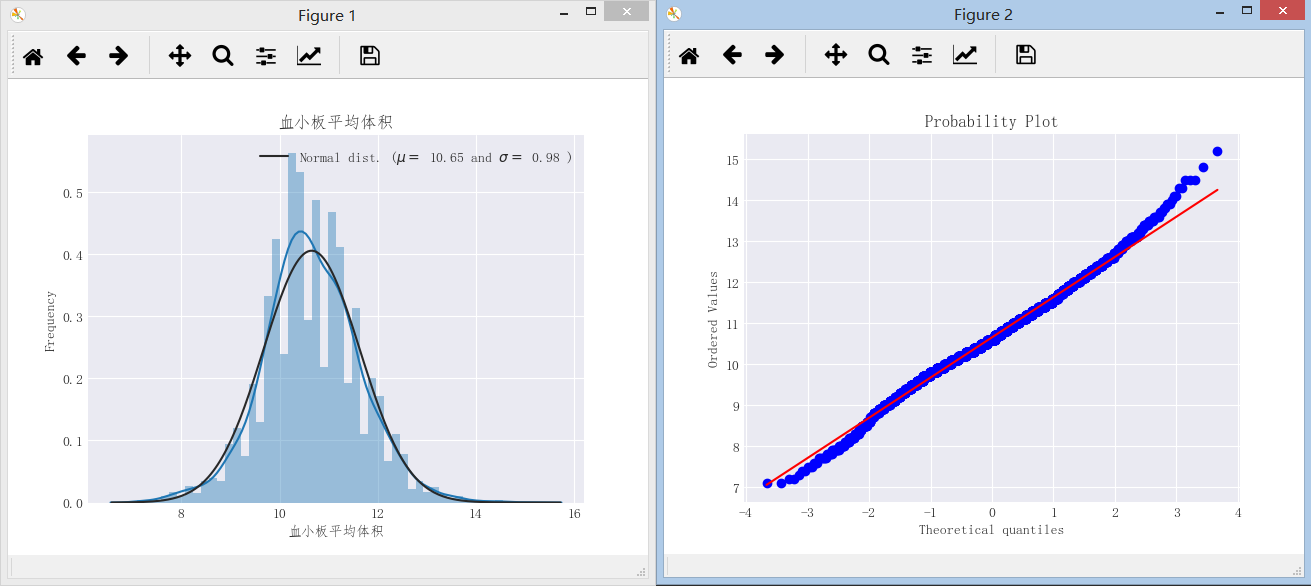 Figure 1
血小板平均体积
Normal dist. (μ= 10.65 and σ= 0.98 )
Frequency
0.5
0.4
0.3
0.2
0.1
0.0
8 10 12 14 16
血小板平均体积
Figure 2
Probability Plot
Ordered Values
15
14
13
12
11
10
9
8
7
−4 −3 −2 −1 0 1 2 3 4
Theoretical quantiles